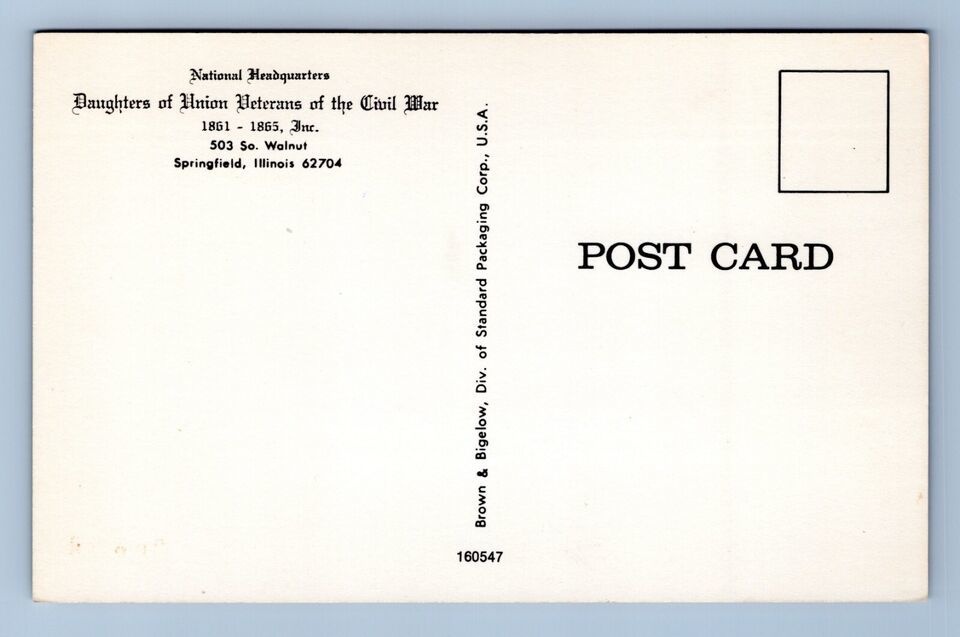 National Headquarters
Daughters of Union Veterans of the Civil War
1861 - 1865, Inc.
503 So. Walnut
Springfield, Illinois 62704
Brown & Bigelow, Div. of Standard Packaging Corp., U.S.A.
160547
POST CARD